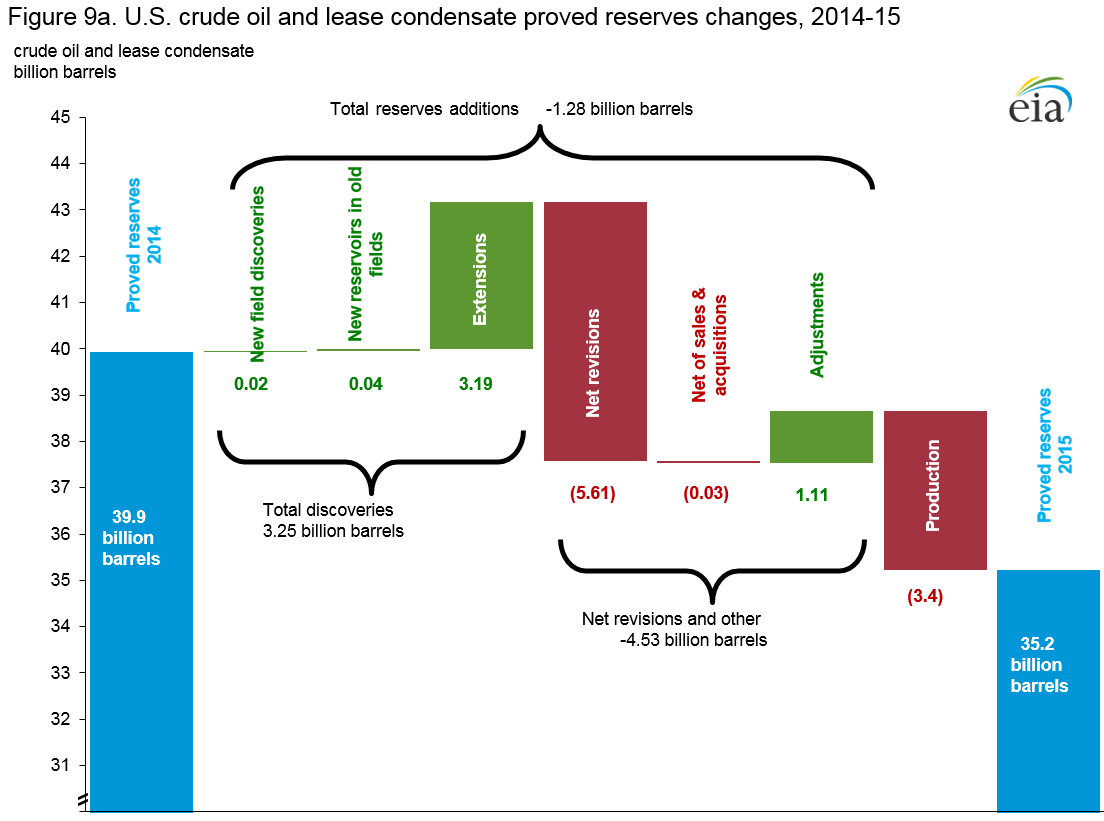 Figure 9a. U.S. crude oil and lease condensate proved reserves changes, 2014-15
crude oil and lease condensate
billion barrels
eia
Total reserves additions -1.28 billion barrels
45
44
43
42
41
40
39
38
37
36
35
34
33
32
31
Proved reserves
2014
39.9
billion
barrels
New field discoveries
0.02
New reservoirs in old
fields
0.04
Extensions
3.19
Total discoveries
3.25 billion barrels
Net revisions
(5.61)
Net of sales &
acquisitions
(0.03)
Adjustments
1.11
Net revisions and other
-4.53 billion barrels
Production
(3.4)
Proved reserves
2015
35.2
billion
barrels